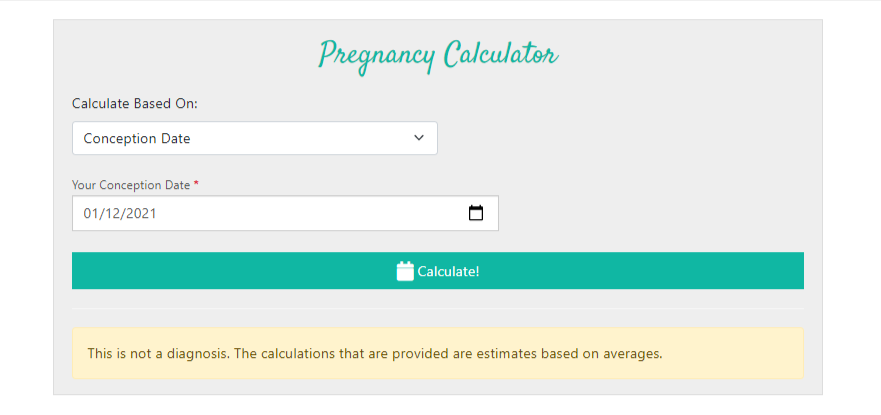 Pregnancy Calculator
Calculate Based On:
Conception Date
Your Conception Date *
01/12/2021
Calculate!
This is not a diagnosis. The calculations that are provided are estimates based on averages.